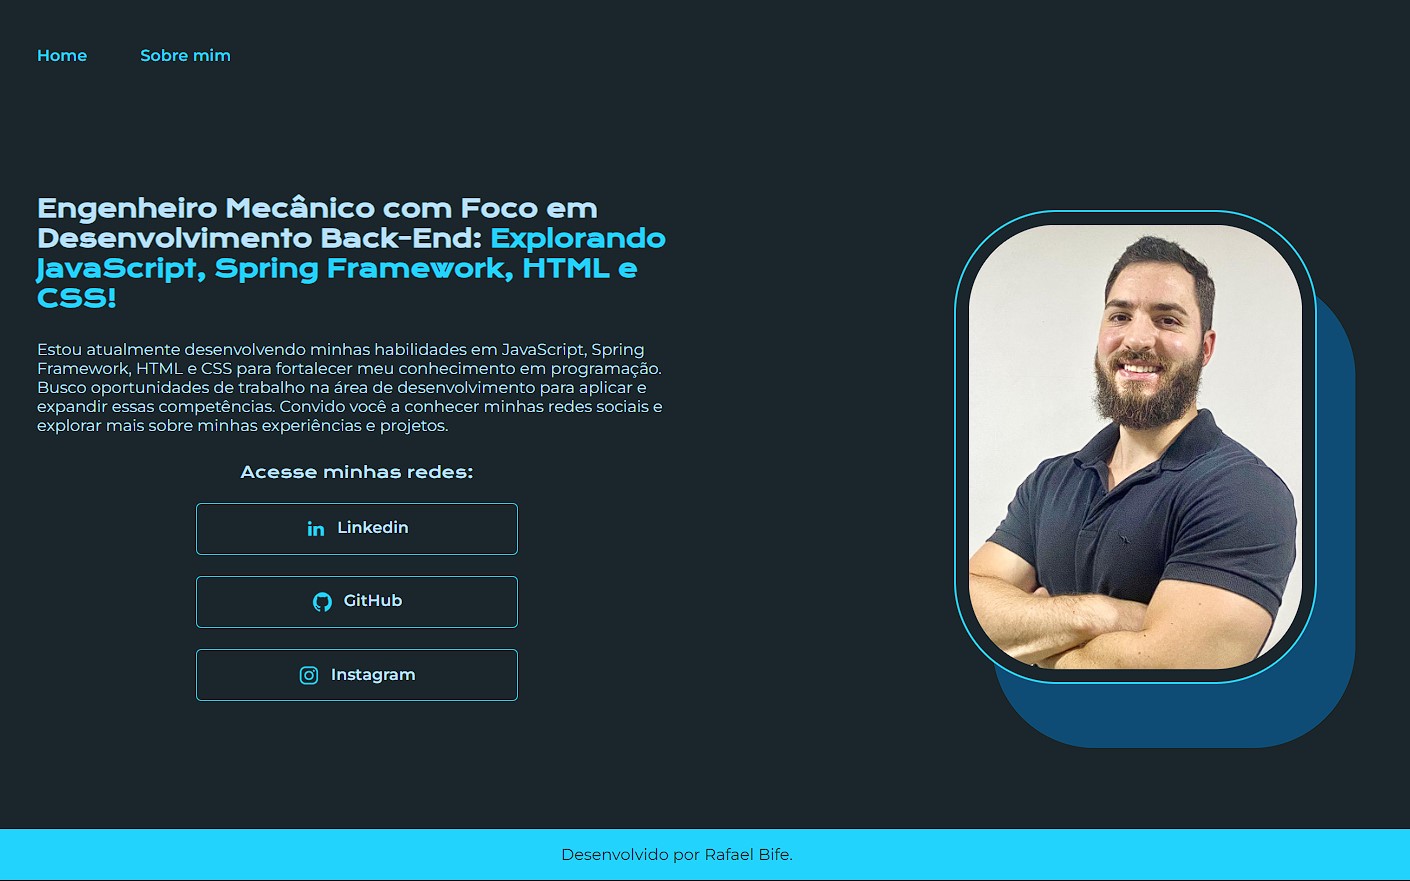 Home Sobre mim
Engenheiro Mecânico com Foco em
Desenvolvimento Back-End: Explorando
JavaScript, Spring Framework, HTML e
CSS!
Estou atualmente desenvolvendo minhas habilidades em JavaScript, Spring
Framework, HTML e CSS para fortalecer meu conhecimento em programação.
Busco oportunidades de trabalho na área de desenvolvimento para aplicar e
expandir essas competências. Convido você a conhecer minhas redes sociais e
explorar mais sobre minhas experiências e projetos.
Acesse minhas redes:
in Linkedin
GitHub
Instagram
Desenvolvido por Rafael Bife.